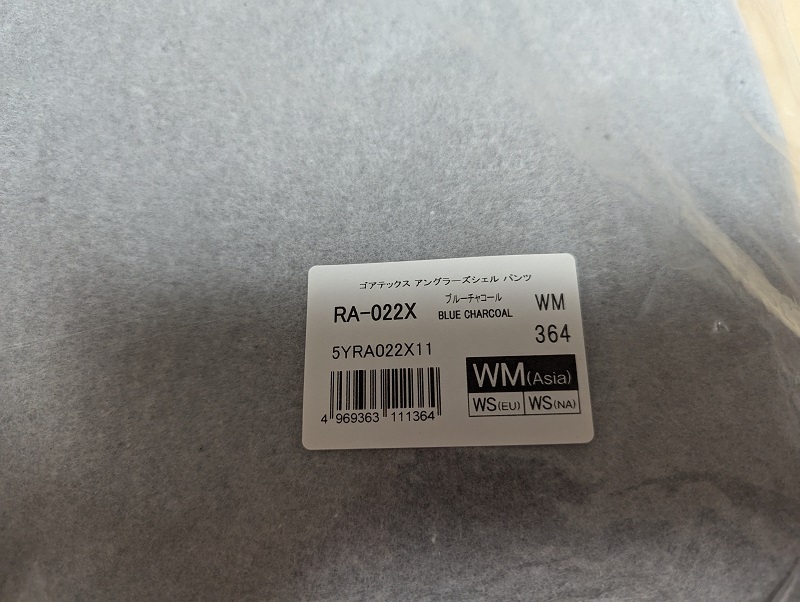 ゴアテックス アングラーズシェル パンツ
RA-022X ブルーチャコール WM
BLUE CHARCOAL
364
5YRA022X11
WM(Asia)
WS(EU) WS(NA)
4 969363 111364